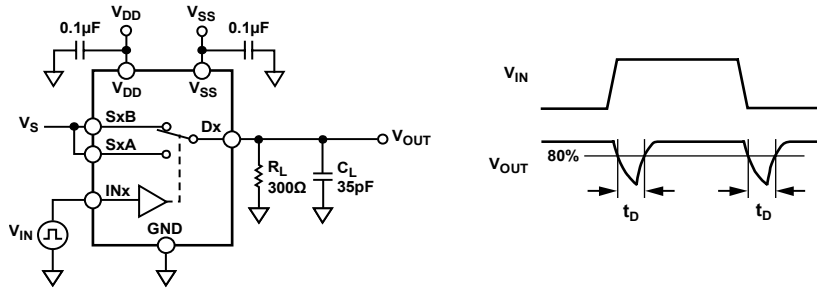 V_DD V_SS
0.1µF 0.1µF
V_DD V_SS
V_S SxB Dx V_OUT
SxA
R_L 300Ω
C_L 35pF
INx
V_IN GND
V_IN
V_OUT 80%
t_D t_D